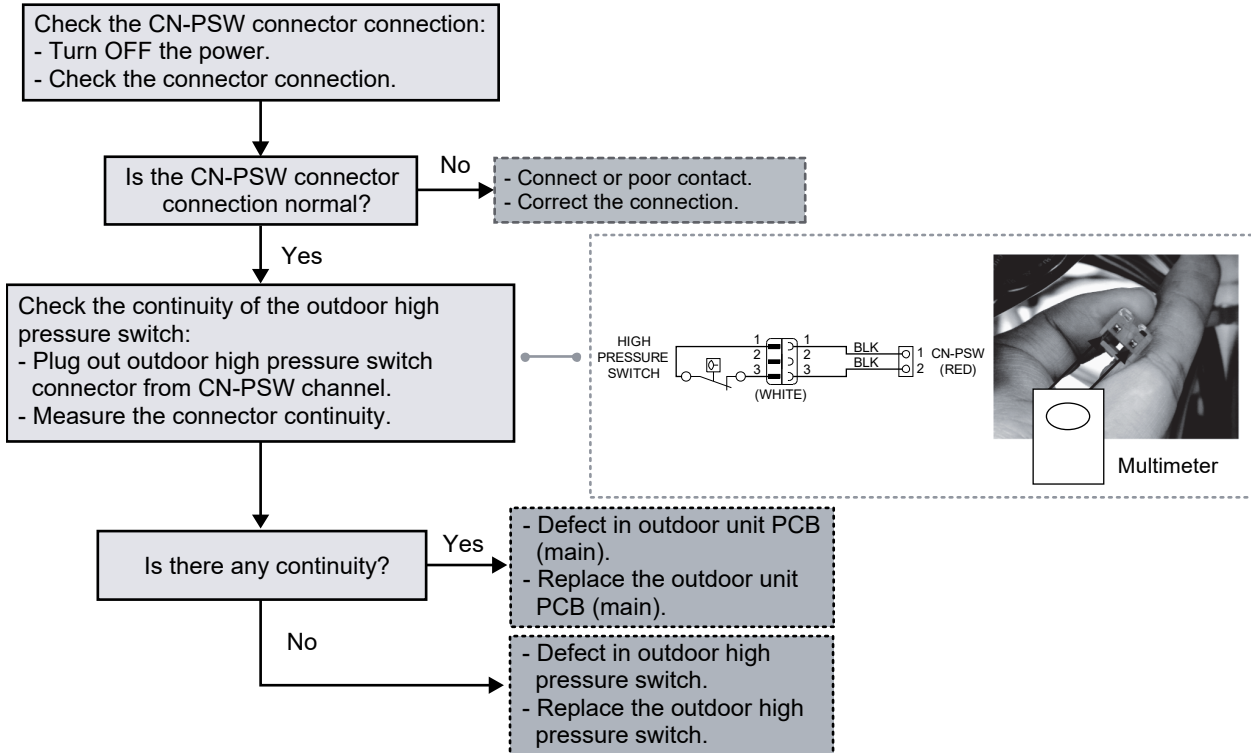 Check the CN-PSW connector connection:
- Turn OFF the power.
- Check the connector connection.
Is the CN-PSW connector
connection normal?
No
- Connect or poor contact.
- Correct the connection.
Yes
Check the continuity of the outdoor high
pressure switch:
- Plug out outdoor high pressure switch
connector from CN-PSW channel.
- Measure the connector continuity.
HIGH
PRESSURE
SWITCH
1
2
3
1
2
3
(WHITE)
BLK
BLK
1
2
CN-PSW
(RED)
Multimeter
Is there any continuity?
Yes
- Defect in outdoor unit PCB
(main).
- Replace the outdoor unit
PCB (main).
No
- Defect in outdoor high
pressure switch.
- Replace the outdoor high
pressure switch.